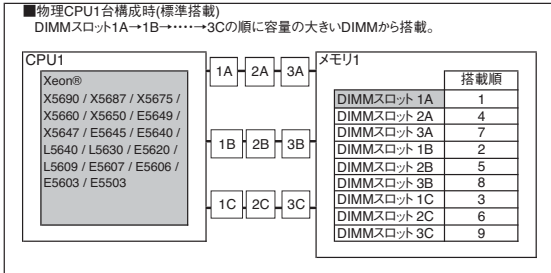 ■物理CPU1台構成時(標準搭載)
DIMMスロット1A→1B→‥‥→3Cの順に容量の大きいDIMMから搭載。
CPU1
Xeon®
X5690 / X5687 / X5675 /
X5660 / X5650 / E5649 /
X5647 / E5645 / E5640 /
L5640 / L5630 / E5620 /
L5609 / E5607 / E5606 /
E5603 / E5503
1A 2A 3A
1B 2B 3B
1C 2C 3C
メモリ1
搭載順
DIMMスロット 1A 1
DIMMスロット 2A 4
DIMMスロット 3A 7
DIMMスロット 1B 2
DIMMスロット 2B 5
DIMMスロット 3B 8
DIMMスロット 1C 3
DIMMスロット 2C 6
DIMMスロット 3C 9